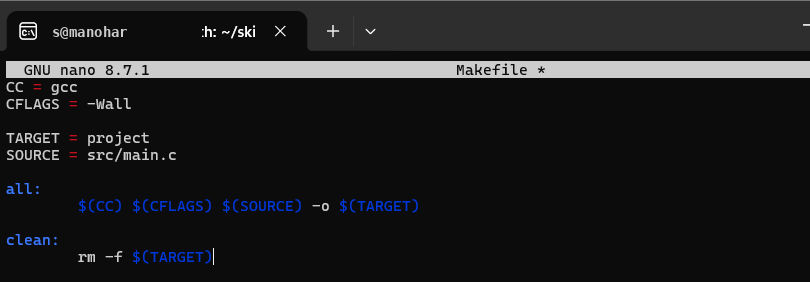 s@manohar :h: ~/ski
GNU nano 8.7.1 Makefile *
CC = gcc
CFLAGS = -Wall
TARGET = project
SOURCE = src/main.c
all:
$(CC) $(CFLAGS) $(SOURCE) -o $(TARGET)
clean:
rm -f $(TARGET)